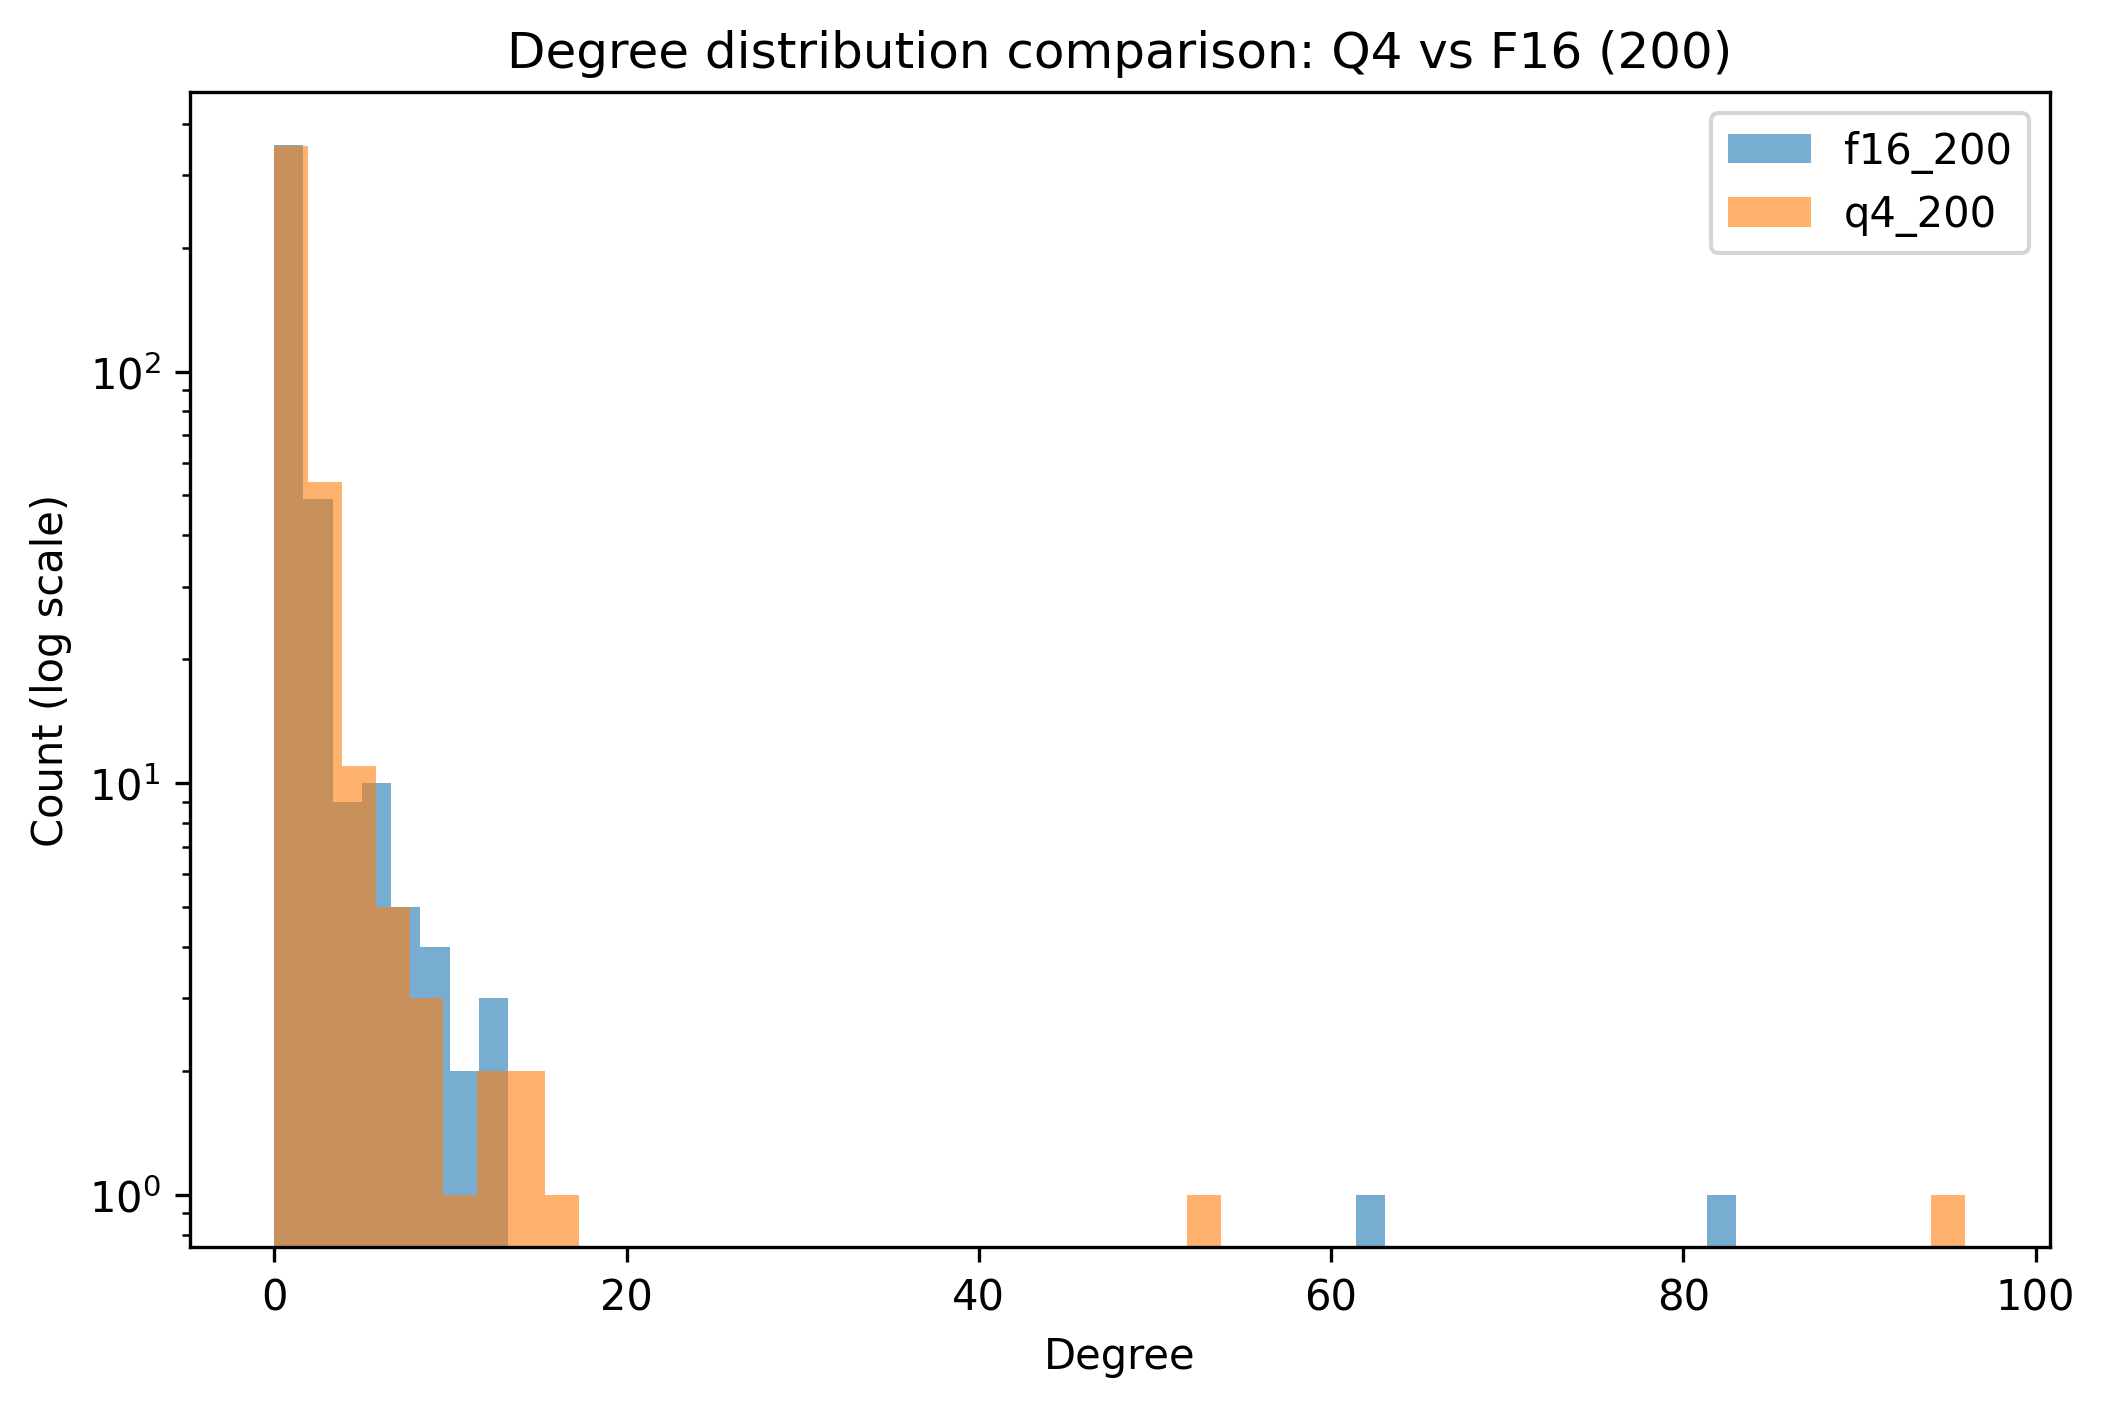 Degree distribution comparison: Q4 vs F16 (200)
f16_200
q4_200
Count (log scale)
10²
10¹
10⁰
0 20 40 60 80 100
Degree